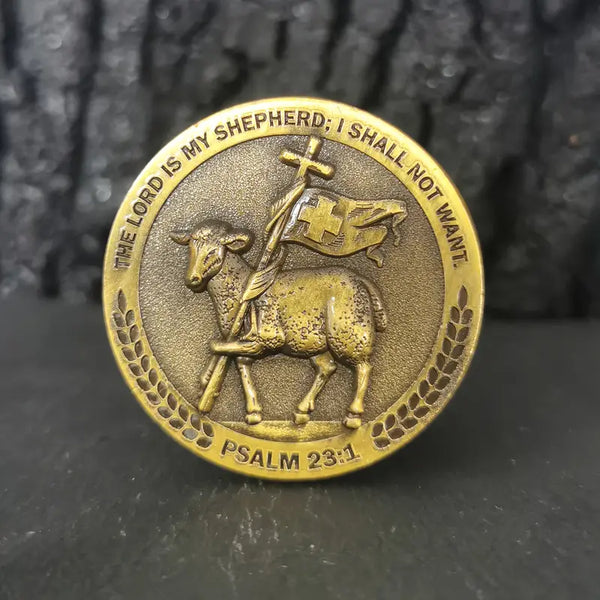 THE LORD IS MY SHEPHERD; I SHALL NOT WANT.
PSALM 23:1